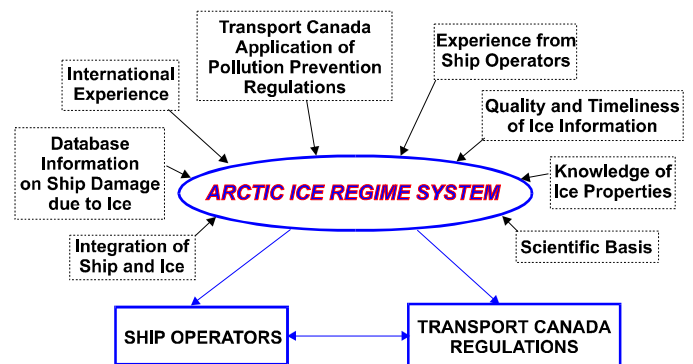 Transport Canada
Application of
Pollution Prevention
Regulations
Experience from
Ship Operators
International
Experience
Quality and Timeliness
of Ice Information
Database
Information
on Ship Damage
due to Ice
ARCTIC ICE REGIME SYSTEM
Knowledge of
Ice Properties
Integration of
Ship and Ice
Scientific Basis
SHIP OPERATORS
TRANSPORT CANADA
REGULATIONS